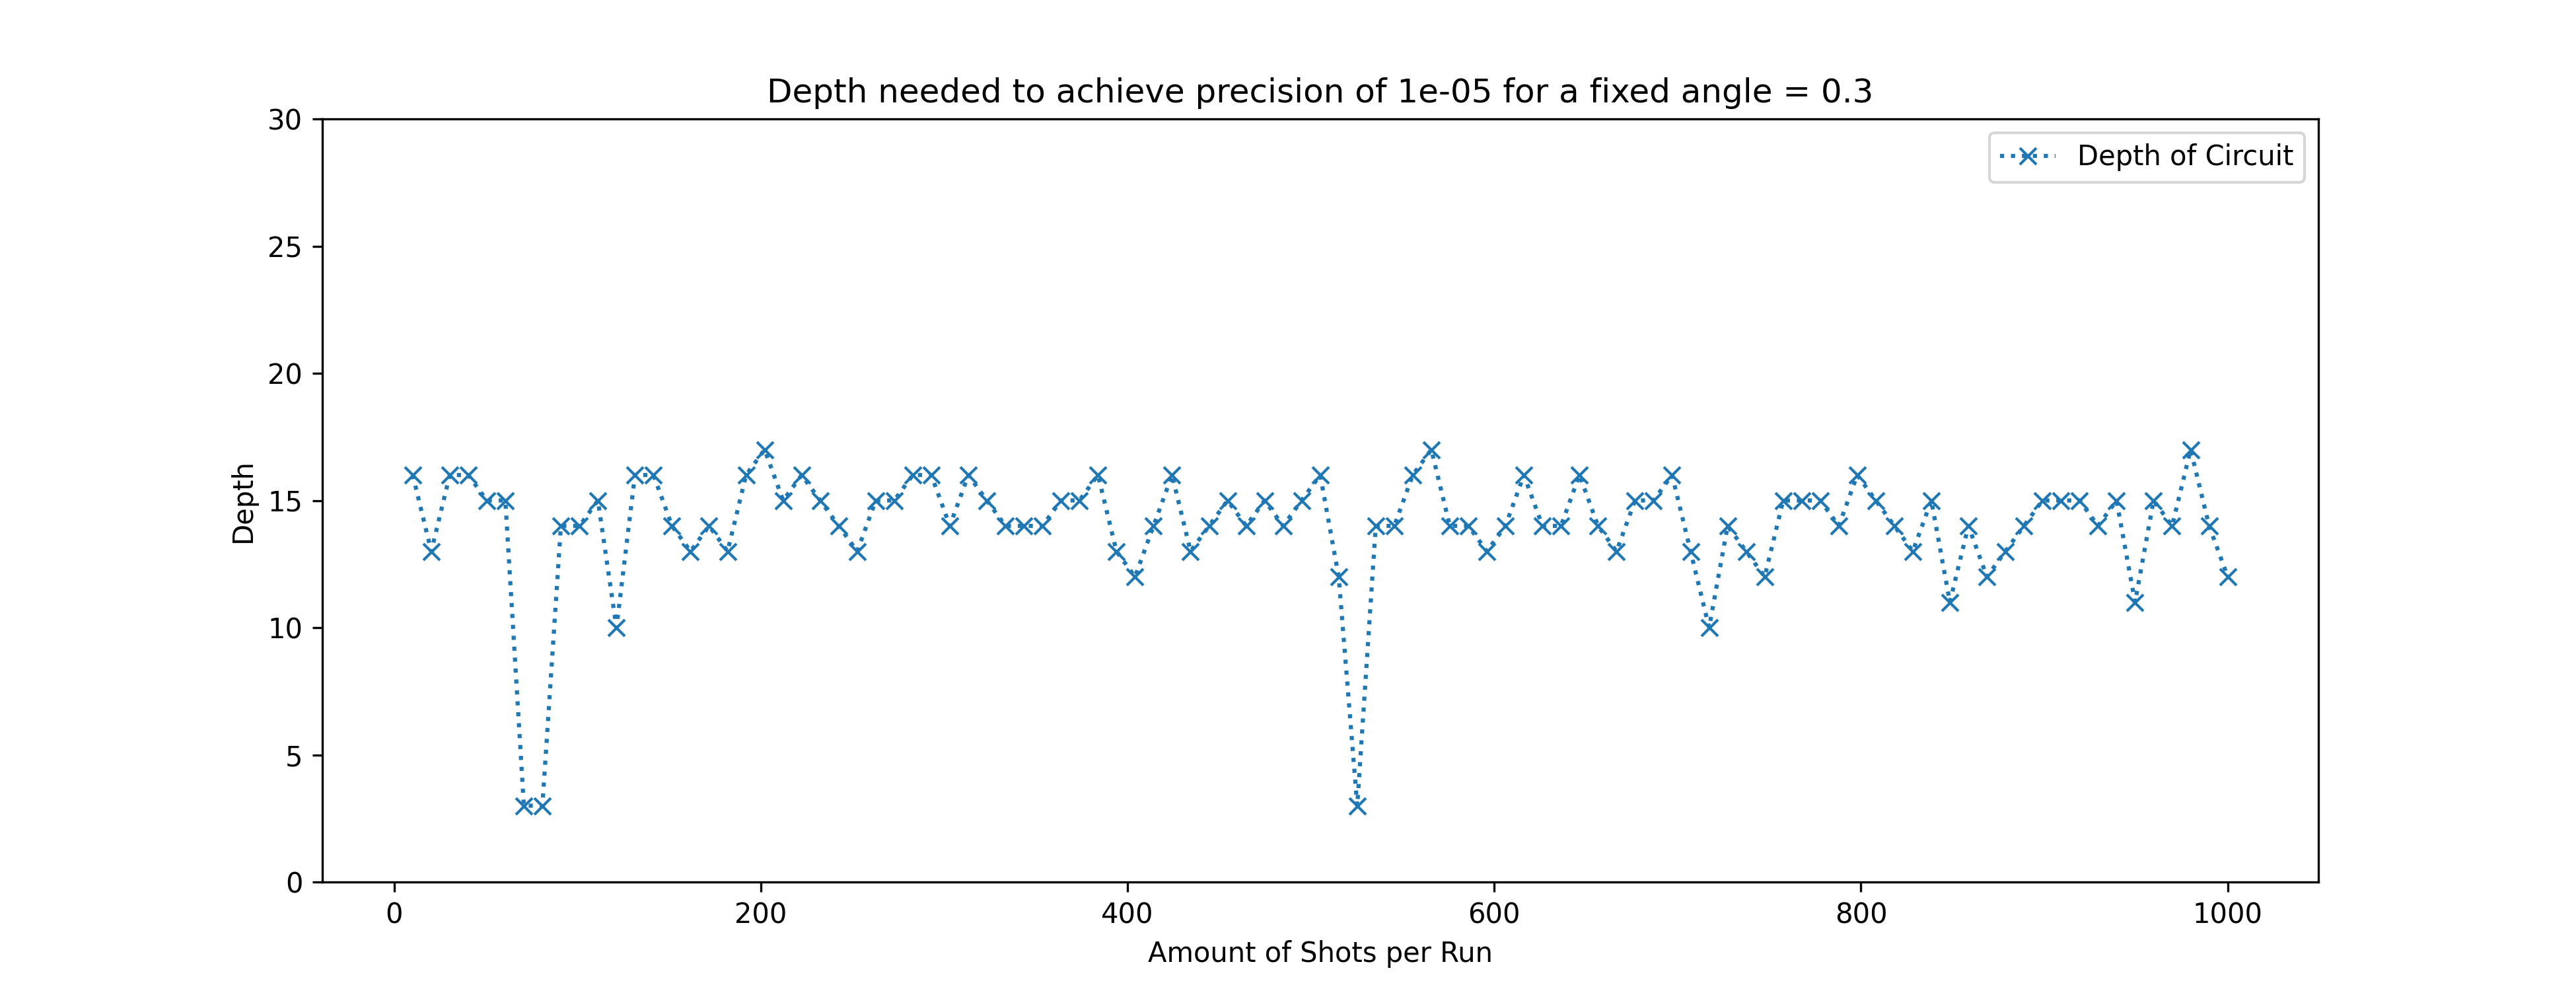 Depth needed to achieve precision of 1e-05 for a fixed angle = 0.3
30
25
20
15
10
5
0
Depth
Depth of Circuit
0 200 400 600 800 1000
Amount of Shots per Run